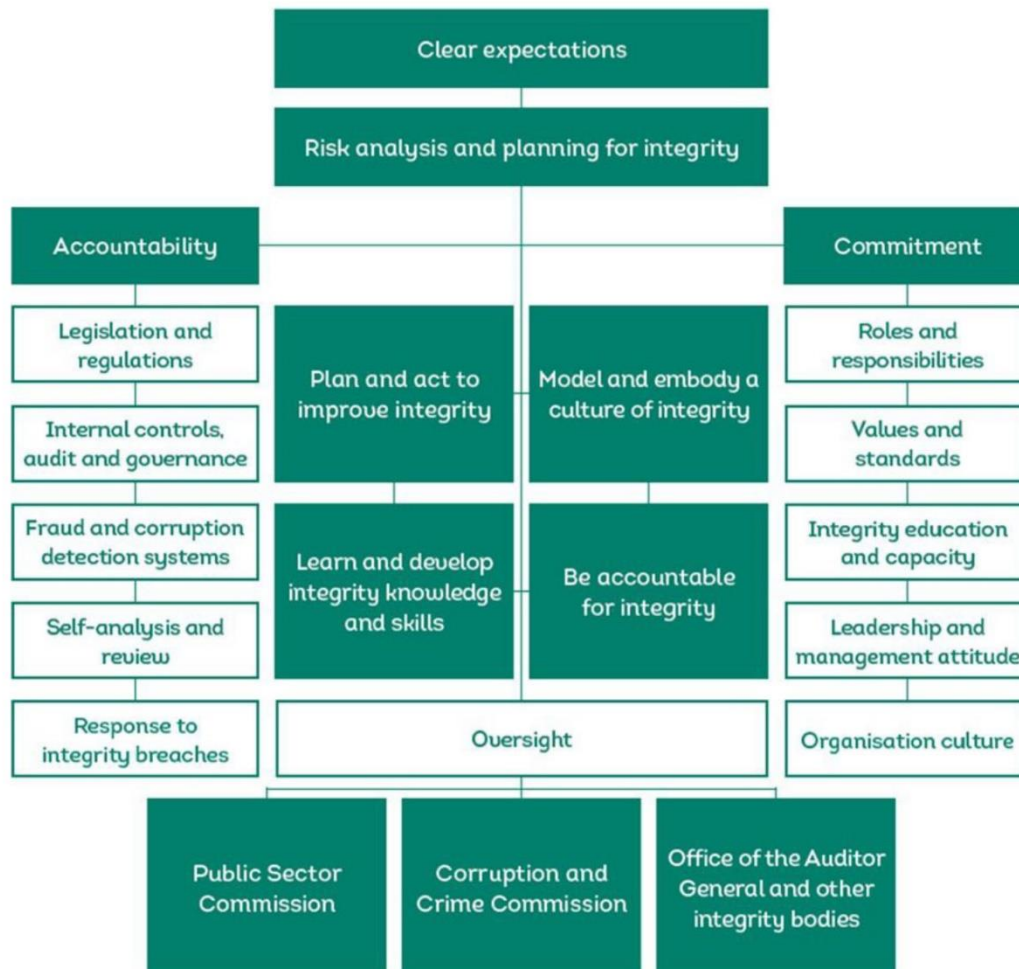 Clear expectations
Risk analysis and planning for integrity
Accountability
Legislation and
regulations
Internal controls,
audit and governance
Fraud and corruption
detection systems
Self-analysis and
review
Response to
integrity breaches
Plan and act to
improve integrity
Model and embody a
culture of integrity
Learn and develop
integrity knowledge
and skills
Be accountable
for integrity
Commitment
Roles and
responsibilities
Values and
standards
Integrity education
and capacity
Leadership and
management attitude
Organisation culture
Oversight
Public Sector
Commission
Corruption and
Crime Commission
Office of the Auditor
General and other
integrity bodies